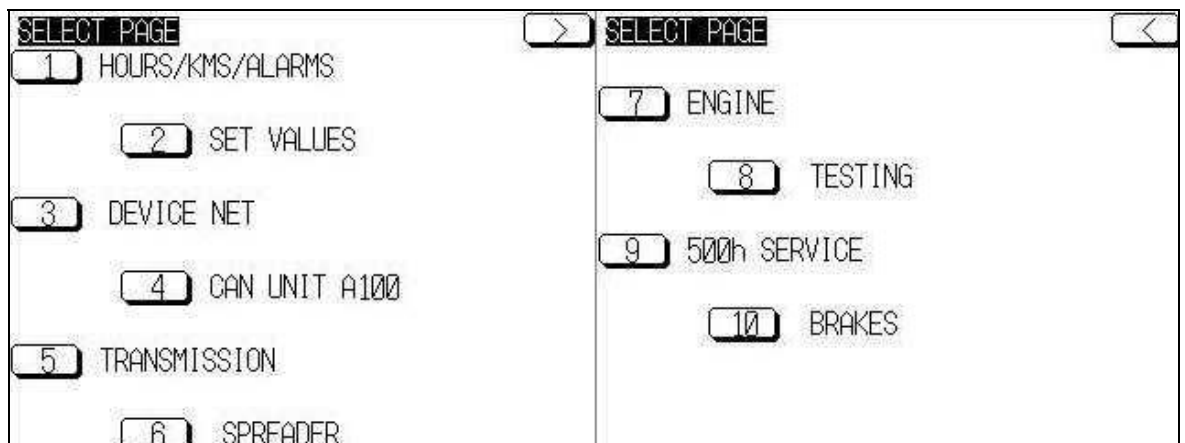 SELECT PAGE >
1 HOURS/KMS/ALARMS
2 SET VALUES
3 DEVICE NET
4 CAN UNIT A100
5 TRANSMISSION
6 SPREADER
SELECT PAGE <
7 ENGINE
8 TESTING
9 500h SERVICE
10 BRAKES